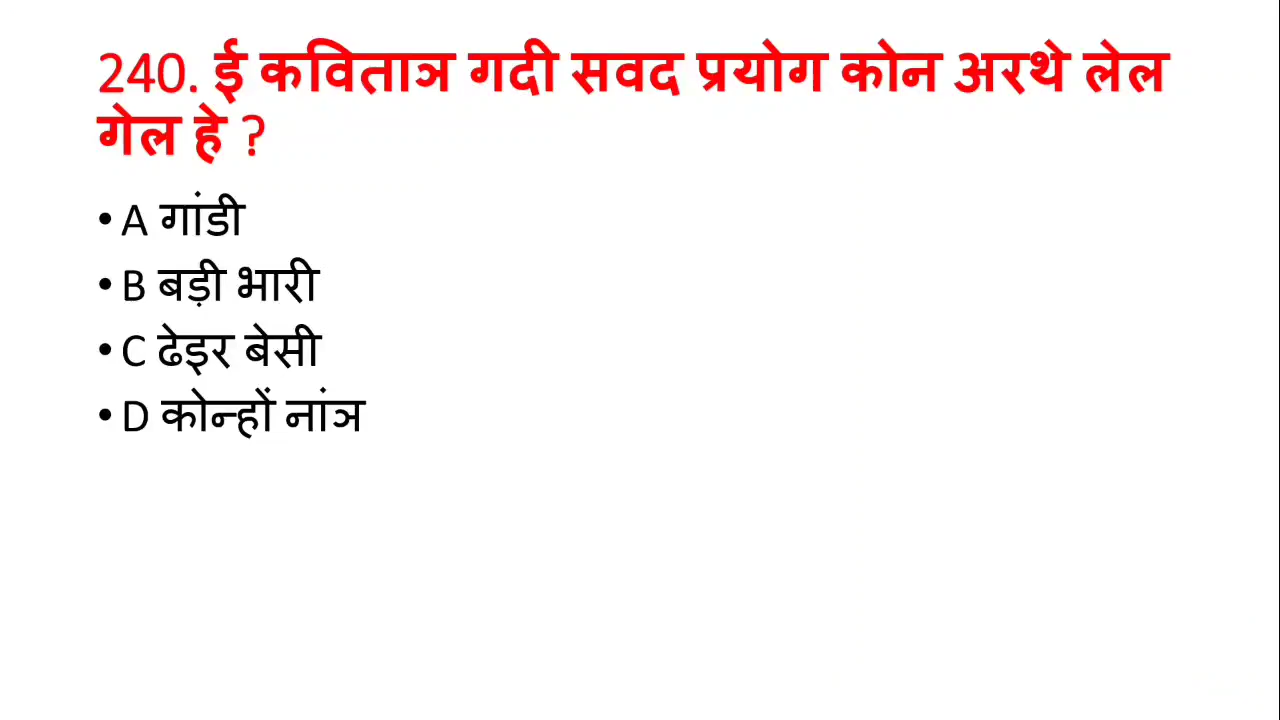 240. ई कविताञ गदी सवद प्रयोग कोन अरथे लेल
गेल हे ?
• A गांडी
• B बड़ी भारी
• C ढेइर बेसी
• D कोन्हों नांञ